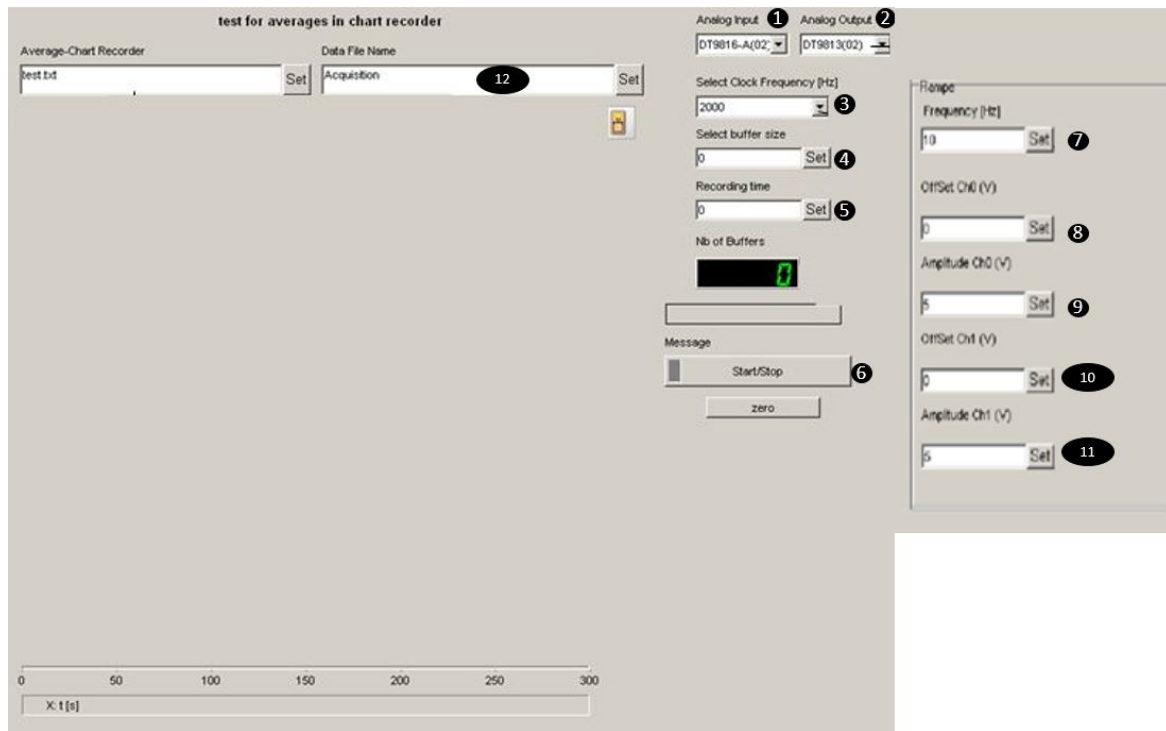 test for averages in chart recorder
Average-Chart Recorder
Data File Name
test.txt
Set
Acquisition
12
Set
Analog Input 1
Analog Output 2
DT9816-A(02)
DT9813(02)
Select Clock Frequency [Hz]
2000
3
Select buffer size
0
Set
4
Recording time
0
Set
5
Nb of Buffers
0
Message
Start/Stop
6
zero
Rampe
Frequency [Hz]
10
Set
7
OffSet Ch0 (V)
0
Set
8
Amplitude Ch0 (V)
5
Set
9
OffSet Ch1 (V)
0
Set
10
Amplitude Ch1 (V)
5
Set
11
0 50 100 150 200 250 300
X: t [s]